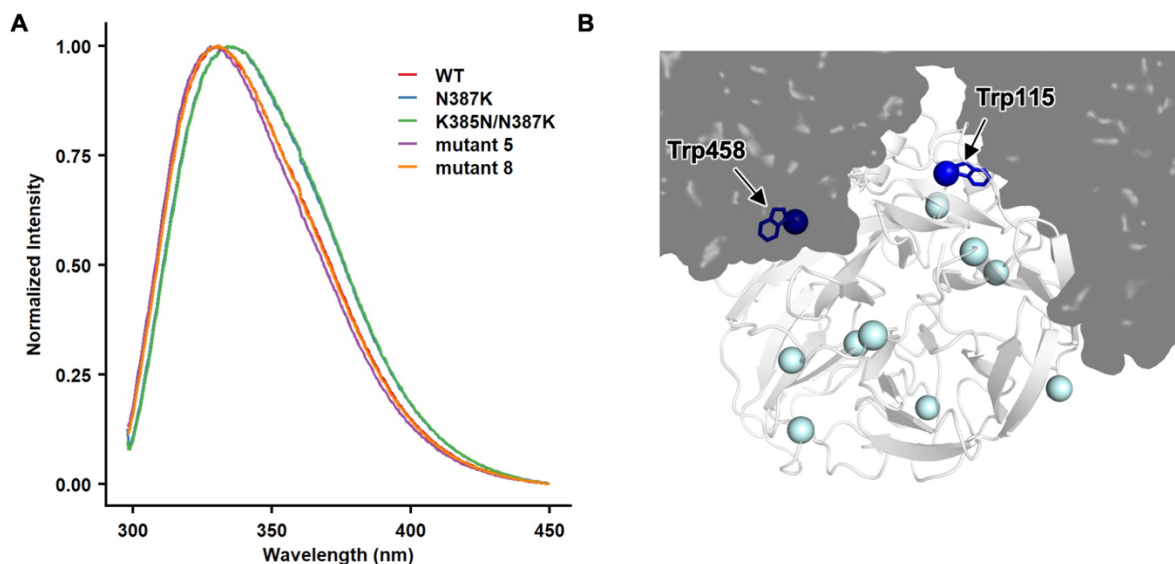 A
Normalized Intensity
1.00
0.75
0.50
0.25
0.00
300
350
400
450
Wavelength (nm)
WT
N387K
K385N/N387K
mutant 5
mutant 8
B
Trp458
Trp115